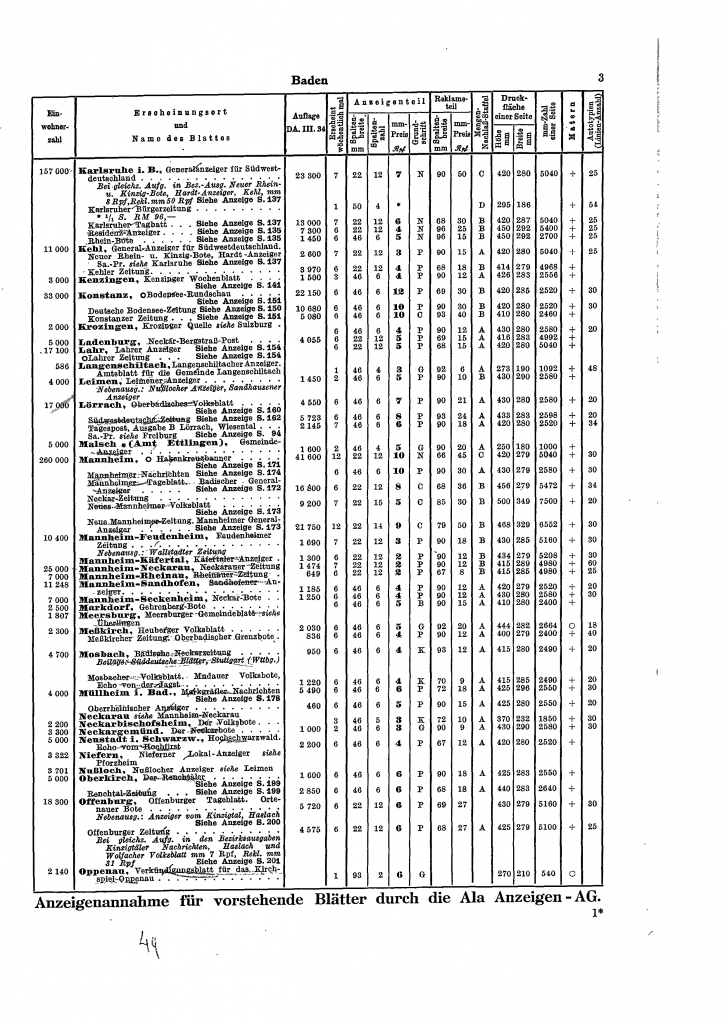 Baden 3
Ein-
wohner-
zahl
Erscheinungsort
und
Name des Blattes
Auflage
DA. III. 34
Erscheint
wöchentlich mal
Anzeigenteil
Spalten-
breite
mm
Spalten-
zahl
mm-
Preis
Rpf
Grund-
schrift
Reklame-
teil
Spalten-
breite
mm
mm-
Preis
Rpf
Mengen-
Nachlaß-Staffel
Druck-
fläche
einer Seite
Höhe
mm
Breite
mm
mm-Zahl
einer Seite
Matern
Autotypien
(Linien-Anzahl)
157 000 Karlsruhe i. B., Generalanzeiger für Südwest-
deutschland 23 300 7 22 12 7 N 90 50 C 420 280 5040 + 25
Bei gleichz. Aufg. in Bez.-Ausg. Neuer Rhein-
u. Kinzig-Bote, Hardt-Anzeiger, Kehl, mm
8 Rpf, Rekl. mm 50 Rpf Siehe Anzeige S. 137
Karlsruher Bürgerzeitung 1 50 4 * D 295 186 + 54
* 1/1 S. RM 96,—
Karlsruher Tagblatt Siehe Anzeige S. 137 13 000 7 22 12 6 N 68 30 B 420 287 5040 + 25
Residenz-Anzeiger Siehe Anzeige S. 135 7 300 6 22 12 4 N 96 25 B 450 292 5400 + 25
Rhein-Bote Siehe Anzeige S. 135 1 450 6 46 6 5 N 96 15 B 450 292 2700 + 25
11 000 Kehl, General-Anzeiger für Südwestdeutschland.
Neuer Rhein- u. Kinzig-Bote, Hardt-Anzeiger 2 600 7 22 12 3 P 90 15 A 420 280 5040 + 25
Sa.-Pr. siehe Karlsruhe Siehe Anzeige S. 137
Kehler Zeitung 3 970 6 22 12 4 P 68 18 B 414 279 4968 +
3 000 Kenzingen, Kenzinger Wochenblatt 1 500 3 46 6 4 P 90 12 A 426 283 2556 +
Siehe Anzeige S. 141
33 000 Konstanz, Bodensee-Rundschau 22 150 6 46 6 12 P 69 30 B 420 285 2520 + 30
Siehe Anzeige S. 151
Deutsche Bodensee-Zeitung Siehe Anzeige S. 150 10 680 6 46 6 10 P 90 30 B 420 280 2520 + 30
Konstanzer Zeitung Siehe Anzeige S. 151 5 080 6 46 6 10 C 93 40 B 410 280 2460 +
2 000 Krozingen, Krozinger Quelle siehe Sulzburg 6 46 6 4 P 90 12 A 430 280 2580 + 20
5 000 Ladenburg, Neckar-Bergstraß-Post 4 055 6 22 12 5 P 69 15 A 416 283 4992 +
17 100 Lahr, Lahrer Anzeiger Siehe Anzeige S. 154 6 22 12 5 P 68 15 A 420 280 5040 +
Lahrer Zeitung Siehe Anzeige S. 154
586 Langenschiltach, Langenschiltacher Anzeiger.
Amtsblatt für die Gemeinde Langenschiltach 1 46 4 3 G 92 6 A 273 190 1092 + 48
4 000 Leimen, Leimener Anzeiger 1 450 2 46 6 5 P 90 10 B 430 290 2580 +
Nebenausg.: Nußlocher Anzeiger, Sandhausener
Anzeiger
17 000 Lörrach, Oberbadisches Volksblatt 4 550 6 46 6 7 P 90 21 A 430 280 2580 + 20
Siehe Anzeige S. 160
Südwestdeutsche Zeitung Siehe Anzeige S. 162 5 723 6 46 6 8 P 93 24 A 433 283 2598 + 20
Tagespost, Ausgabe B Lörrach, Wiesental 2 145 7 46 6 6 P 90 18 A 420 279 2520 + 34
Sa.-Pr. siehe Freiburg Siehe Anzeige S. 94
5 000 Malsch (Amt Ettlingen), Gemeinde-
Anzeiger 1 600 2 46 4 5 G 90 20 A 250 180 1000 +
260 000 Mannheim, Hakenkreuzbanner 41 600 12 22 12 10 N 66 45 C 420 279 5040 + 30
Siehe Anzeige S. 171
Mannheimer Nachrichten Siehe Anzeige S. 174 6 46 6 10 P 90 30 A 430 279 2580 + 30
Mannheimer Tageblatt. Badischer General-
Anzeiger Siehe Anzeige S. 172 16 800 6 22 12 8 C 68 36 B 456 279 5472 + 34
Neckar-Zeitung
Neues Mannheimer Volksblatt 9 200 7 22 15 5 C 85 30 B 500 349 7500 + 20
Siehe Anzeige S. 173
Neue Mannheimer Zeitung. Mannheimer General-
Anzeiger Siehe Anzeige S. 173 21 750 12 22 14 9 C 79 50 B 468 329 6552 + 30
10 400 Mannheim-Feudenheim, Feudenheimer
Zeitung 1 690 7 22 12 3 P 90 18 B 430 285 5160 + 30
Nebenausg.: Wallstadter Zeitung
Mannheim-Käfertal, Käfertaler Anzeiger 1 300 6 22 12 2 P 90 12 B 434 279 5208 + 30
25 000 Mannheim-Neckarau, Neckarauer Zeitung 1 474 7 22 12 2 P 90 12 B 415 289 4980 + 60
7 000 Mannheim-Rheinau, Rheinauer Zeitung 649 6 22 12 2 P 67 8 B 415 285 4980 + 25
11 248 Mannheim-Sandhofen, Sandhofener An-
zeiger 1 185 6 46 6 4 P 90 12 A 420 279 2520 + 20
7 000 Mannheim-Seckenheim, Neckar-Bote 1 250 6 46 6 4 P 90 12 A 430 280 2580 + 30
2 500 Markdorf, Gehrenberg-Bote 6 46 6 5 B 90 15 A 410 280 2400 +
1 807 Meersburg, Meersburger Gemeindeblatt siehe
Überlingen 2 030 6 46 6 5 G 92 20 A 444 282 2664 O 18
2 300 Meßkirch, Heuberger Volksblatt 836 6 46 6 4 P 90 12 A 400 279 2400 + 40
Meßkircher Zeitung. Oberbadischer Grenzbote.
4 700 Mosbach, Badische Neckarzeitung 950 6 46 6 4 K 93 12 A 415 280 2490 + 20
Beilage: Süddeutsche Blätter, Stuttgart (Wttbg.)
Mosbacher Volksblatt. Mudauer Volksbote,
Echo von der Jagst 1 220 6 46 6 4 K 70 9 A 415 285 2490 + 20
4 000 Müllheim i. Bad., Markgräfler Nachrichten 5 490 6 46 6 6 P 72 18 A 425 296 2550 + 30
Siehe Anzeige S. 178
Oberrheinischer Anzeiger 460 6 46 6 5 P 90 15 A 425 280 2550 + 20
Neckarau siehe Mannheim-Neckarau
2 200 Neckarbischofsheim, Der Volksbote 3 46 5 3 K 72 10 A 370 232 1850 + 30
3 300 Neckargemünd. Der Neckarbote 1 000 2 46 6 3 G 90 9 A 430 290 2580 + 20
5 000 Neustadt i. Schwarzw., Hochschwarzwald.
Echo vom Hochfirst 2 200 6 46 6 4 P 67 12 A 420 280 2520 + 30
3 322 Niefern, Nieferner Lokal-Anzeiger siehe
Pforzheim
3 701 Nußloch, Nußlocher Anzeiger siehe Leimen
5 000 Oberkirch, Der Renchtäler 1 600 6 46 6 6 P 90 18 A 425 283 2550 +
Siehe Anzeige S. 199
Renchtal-Zeitung Siehe Anzeige S. 199 2 850 6 46 6 6 P 68 18 A 440 283 2640 +
18 300 Offenburg, Offenburger Tageblatt. Orte-
nauer Bote 5 720 6 22 12 6 P 69 27 430 279 5160 + 30
Nebenausg.: Anzeiger vom Kinzigtal, Haslach
Siehe Anzeige S. 200
Offenburger Zeitung 4 575 6 22 12 6 P 68 27 A 425 279 5100 + 25
Bei gleichz. Aufg. in den Bezirksausgaben
Kinzigtäler Nachrichten, Haslach und
Wolfacher Volksblatt mm 7 Rpf, Rekl. mm
31 Rpf Siehe Anzeige S. 201
2 140 Oppenau, Verkündigungsblatt für das Kirch-
spiel Oppenau 1 93 2 6 G 270 210 540 O
Anzeigenannahme für vorstehende Blätter durch die Ala Anzeigen-AG.
1*
49